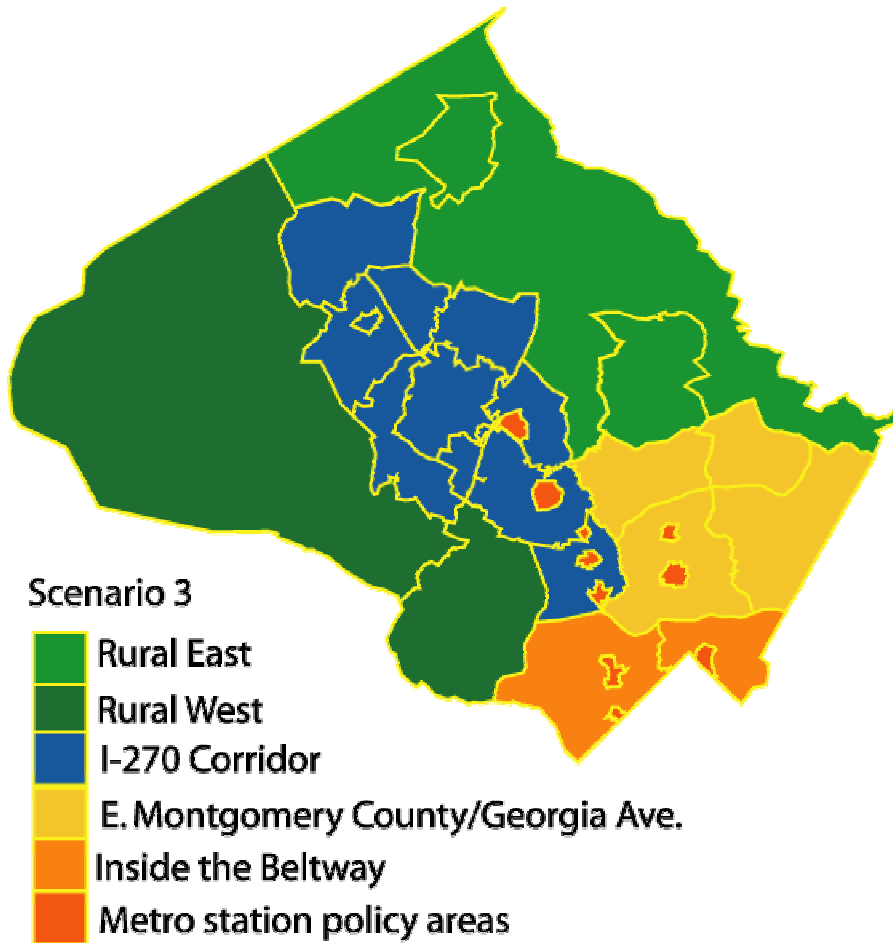 Scenario 3
Rural East
Rural West
I-270 Corridor
E. Montgomery County/Georgia Ave.
Inside the Beltway
Metro station policy areas